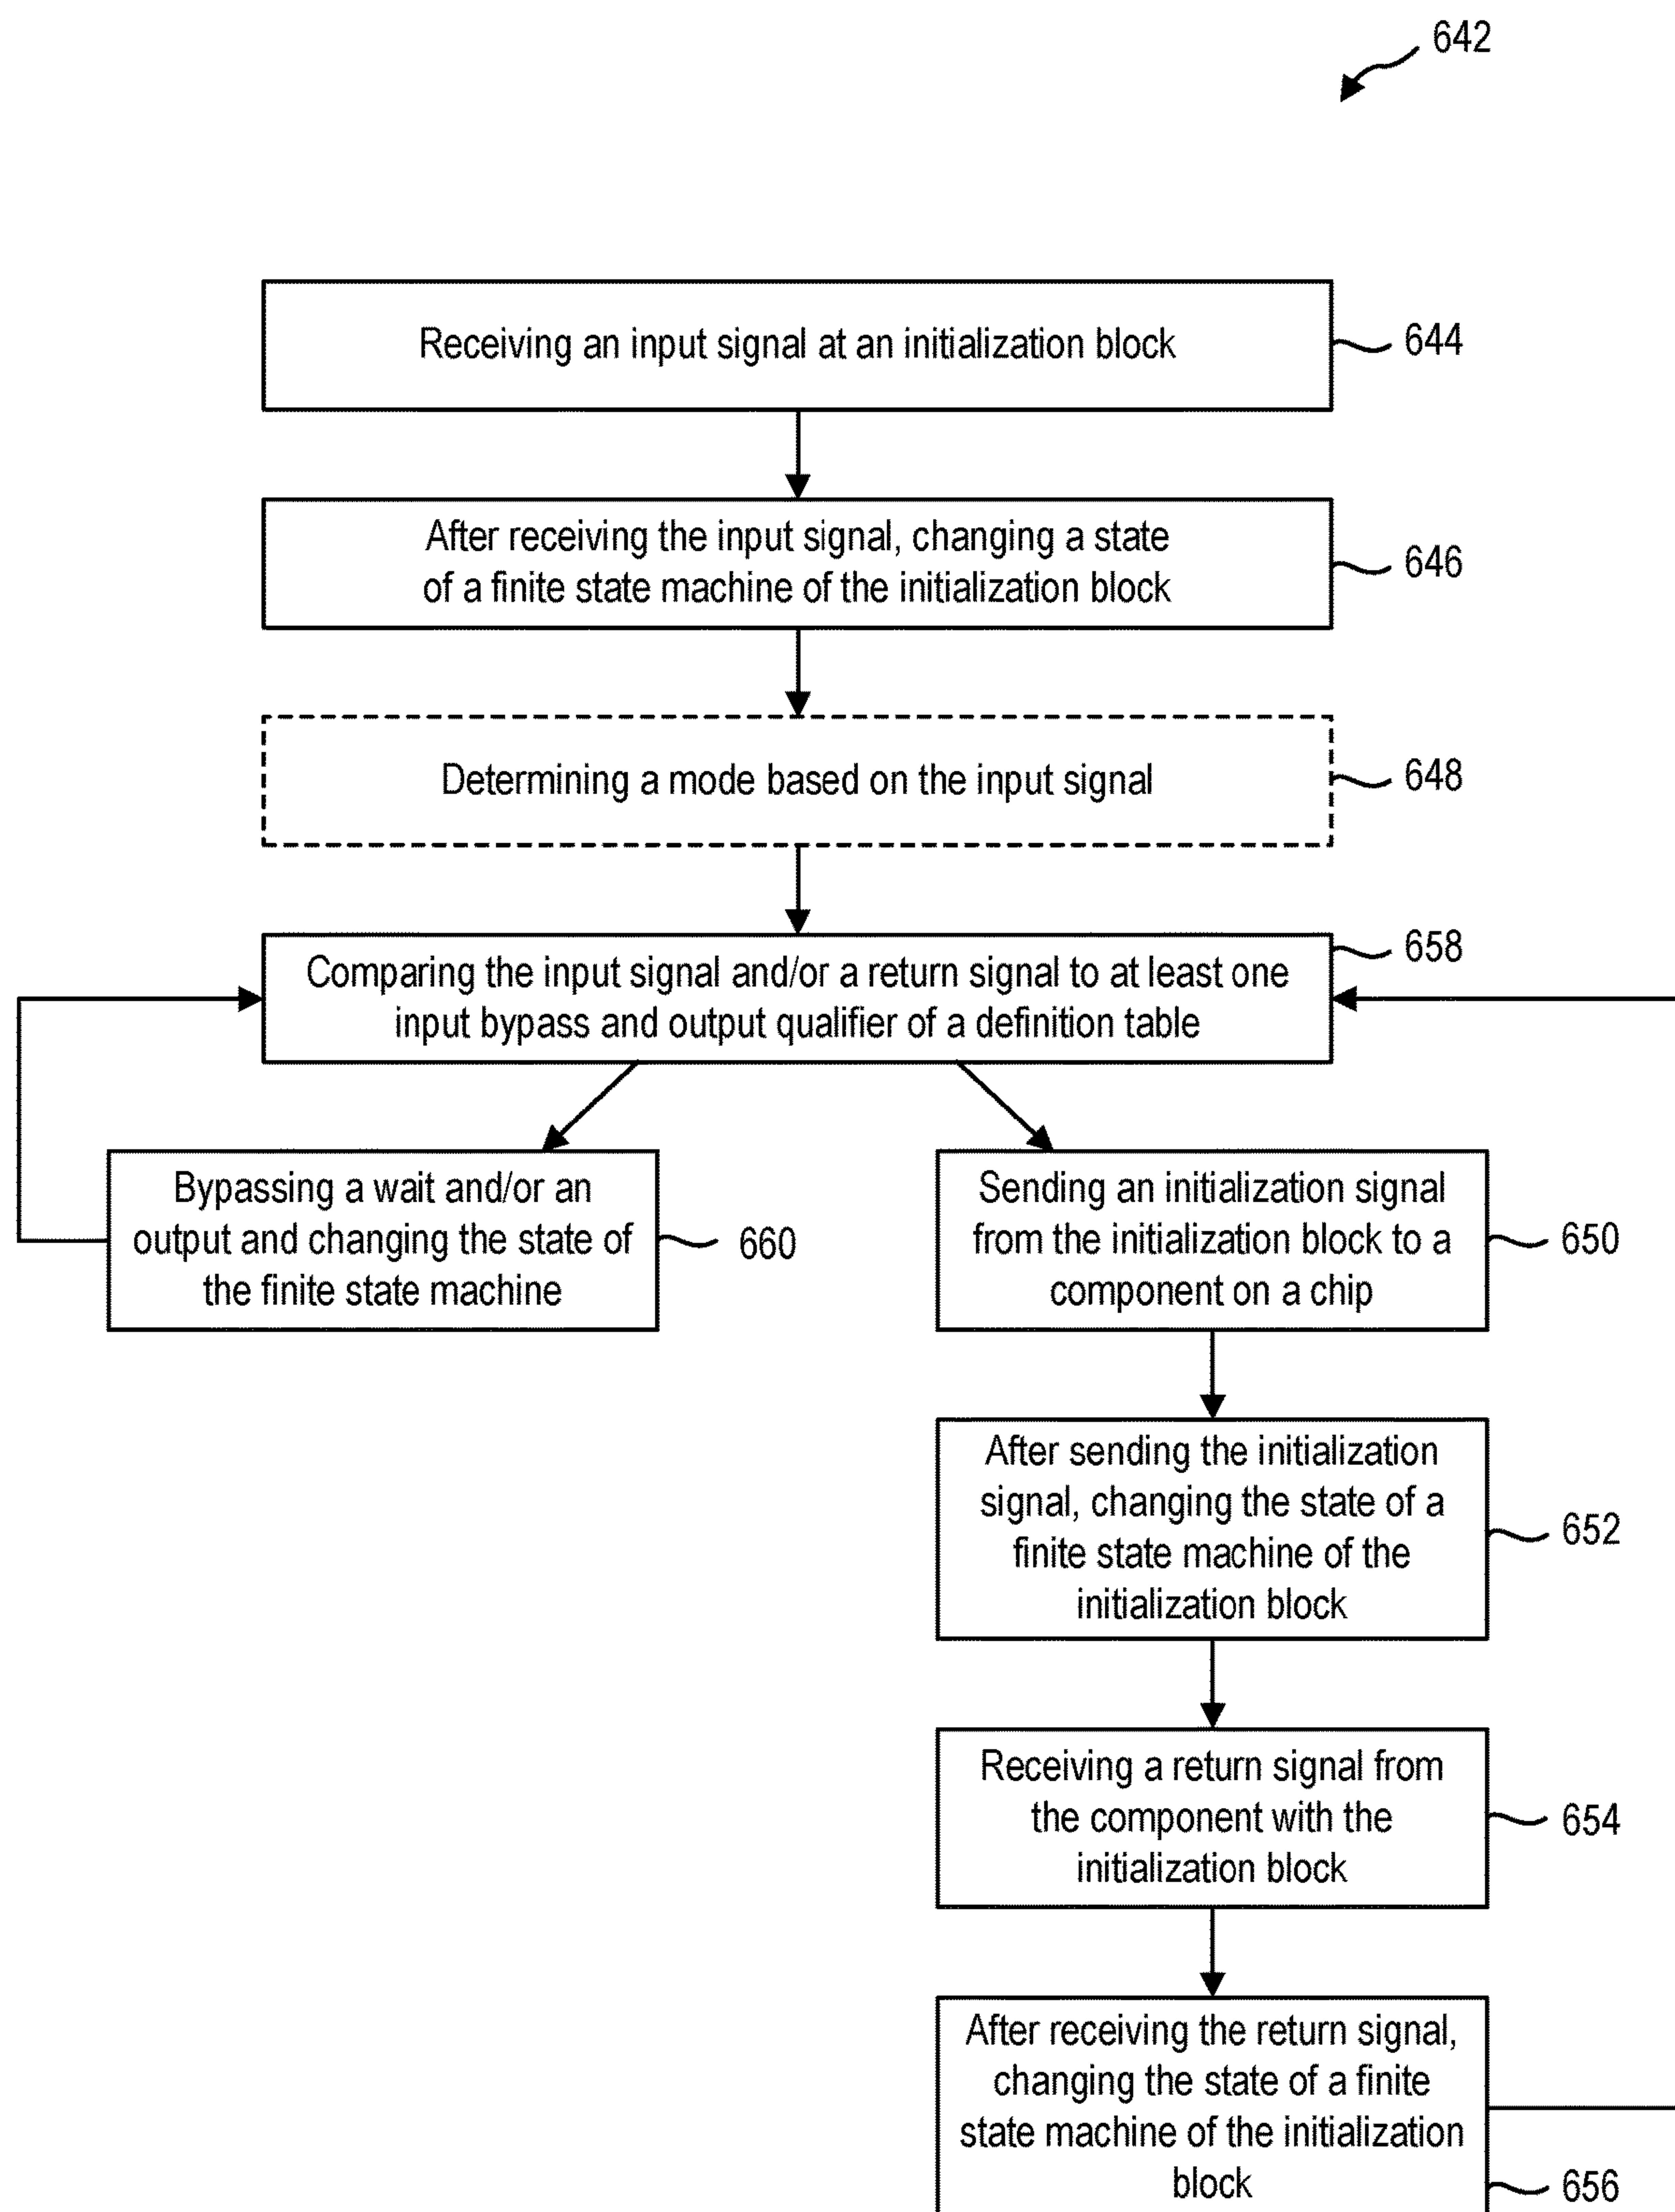 642
Receiving an input signal at an initialization block
644
After receiving the input signal, changing a state
of a finite state machine of the initialization block
646
Determining a mode based on the input signal
648
Comparing the input signal and/or a return signal to at least one
input bypass and output qualifier of a definition table
658
Bypassing a wait and/or an
output and changing the state of
the finite state machine
660
Sending an initialization signal
from the initialization block to a
component on a chip
650
After sending the initialization
signal, changing the state of a
finite state machine of the
initialization block
652
Receiving a return signal from
the component with the
initialization block
654
After receiving the return signal,
changing the state of a finite
state machine of the initialization
block
656